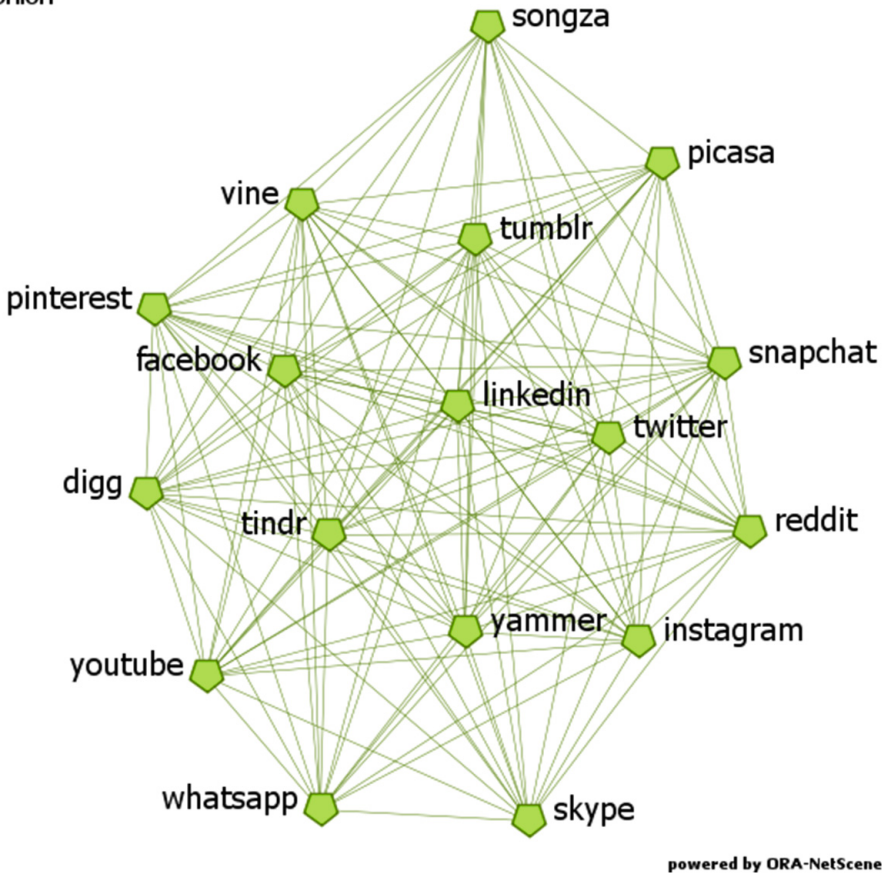 songza
picasa
vine
tumblr
pinterest
facebook
snapchat
linkedin
twitter
digg
tindr
reddit
yammer
instagram
youtube
whatsapp
skype
powered by ORA-NetScene